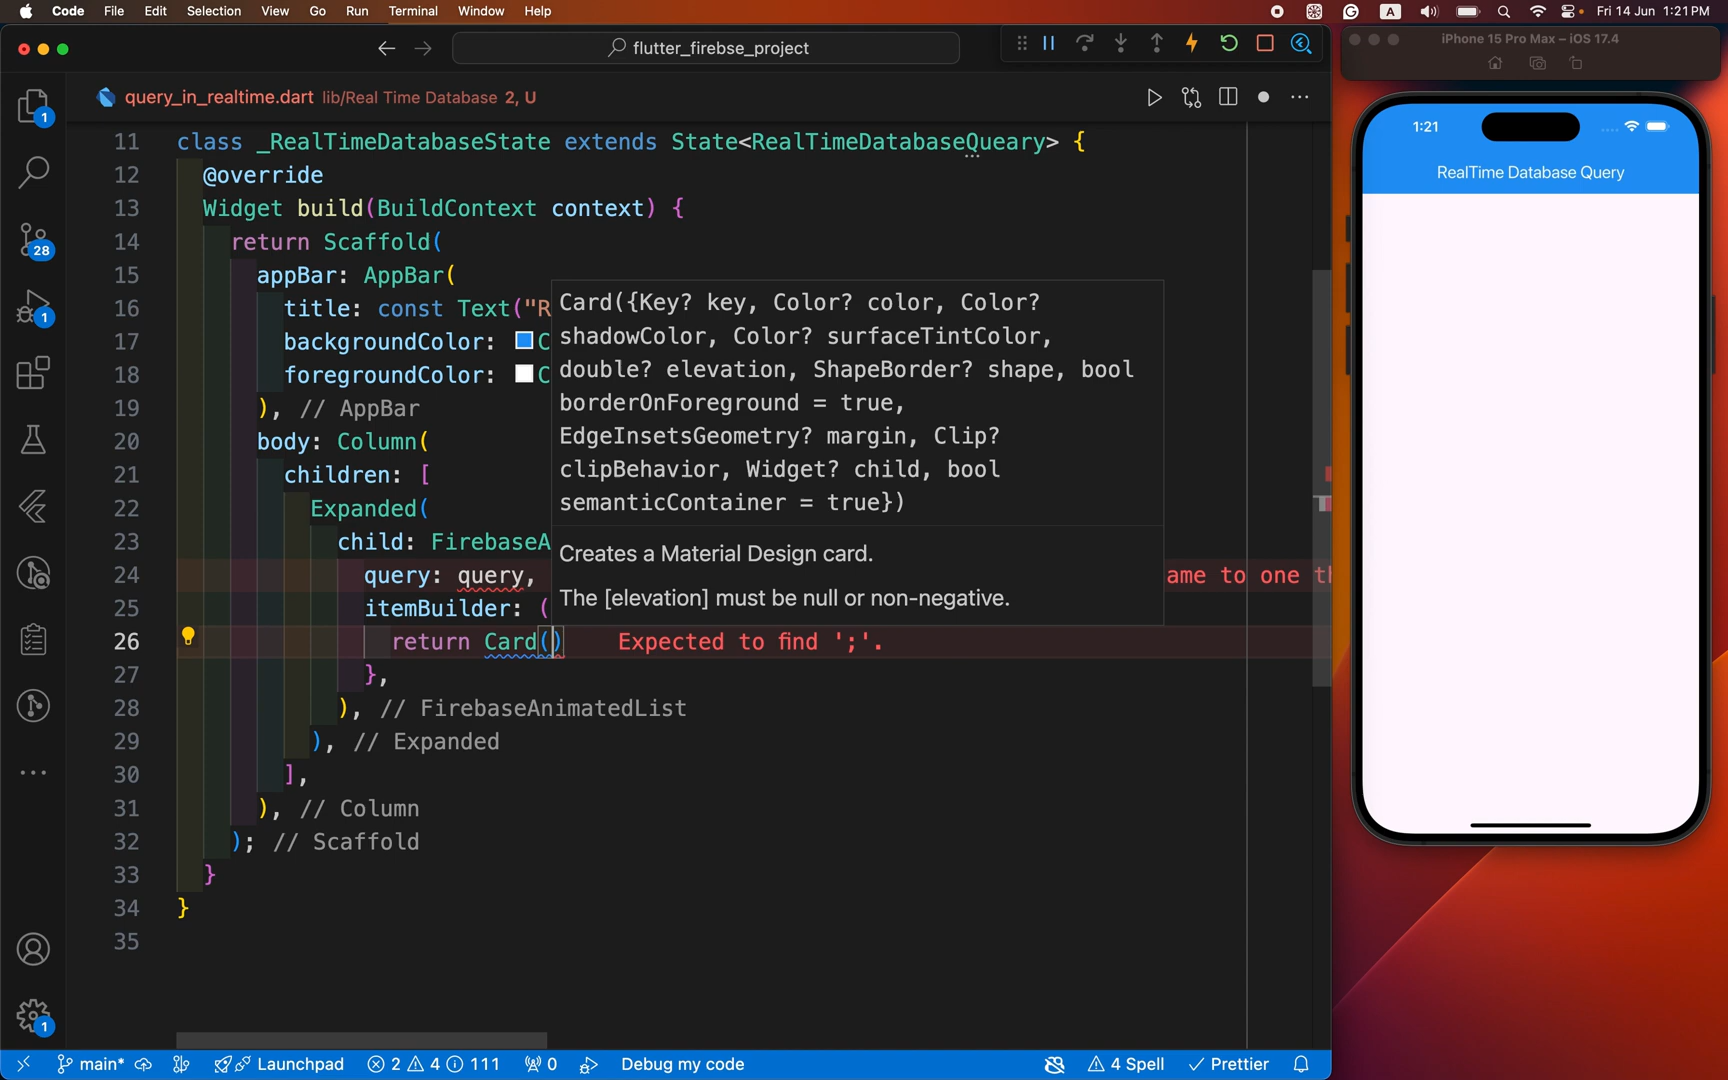 Code File Edit Selection View Go Run Terminal Window Help
A Fri 14 Jun 1:21PM
flutter_firebse_project
query_in_realtime.dart lib/Real Time Database 2, U
11 class _RealTimeDatabaseState extends State<RealTimeDatabaseQueary> {
12 @override
13 Widget build(BuildContext context) {
14 return Scaffold(
15 appBar: AppBar(
16 title: const Text("R
17 backgroundColor: C
18 foregroundColor: C
19 ), // AppBar
20 body: Column(
21 children: [
22 Expanded(
23 child: FirebaseA
24 query: query, ame to one th
25 itemBuilder: (
26 return Card() Expected to find ';'.
27 },
28 ), // FirebaseAnimatedList
29 ), // Expanded
30 ],
31 ), // Column
32 ); // Scaffold
33 }
34 }
35
Card({Key? key, Color? color, Color?
shadowColor, Color? surfaceTintColor,
double? elevation, ShapeBorder? shape, bool
borderOnForeground = true,
EdgeInsetsGeometry? margin, Clip?
clipBehavior, Widget? child, bool
semanticContainer = true})
Creates a Material Design card.
The [elevation] must be null or non-negative.
1
28
1
1
main* Launchpad 2 4 111 0 Debug my code 4 Spell Prettier
iPhone 15 Pro Max – iOS 17.4
1:21
RealTime Database Query